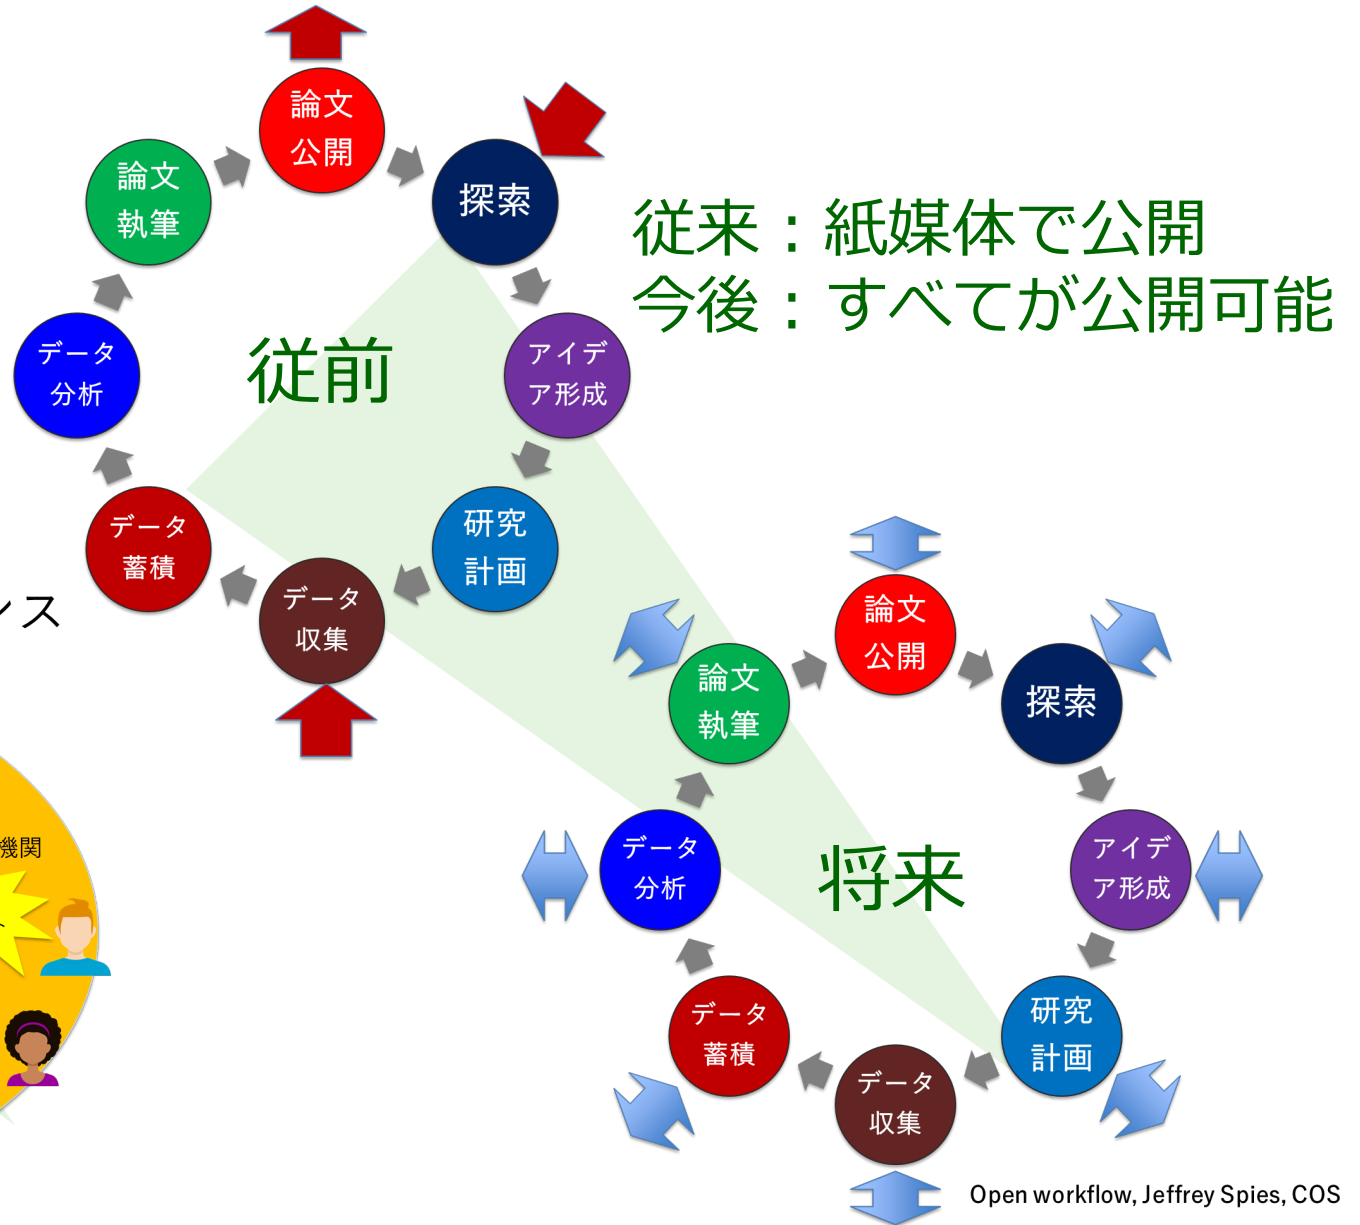 論文
公開
探索
アイデ
ア形成
研究
計画
データ
収集
データ
蓄積
データ
分析
論文
執筆
従前
従来：紙媒体で公開
今後：すべてが公開可能
ンス
機関
論文
公開
探索
アイデ
ア形成
研究
計画
データ
収集
データ
蓄積
データ
分析
論文
執筆
将来
Open workflow, Jeffrey Spies, COS